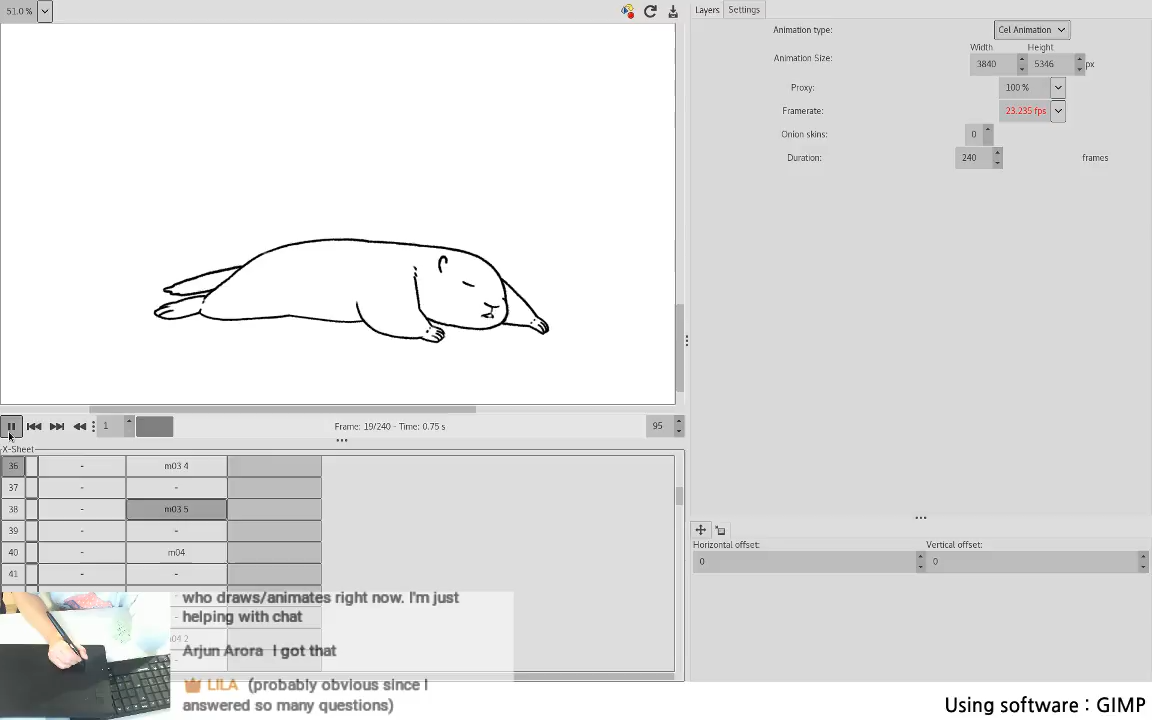 51.0 %
Layers
Settings
Animation type:
Cel Animation
Animation Size:
Width
Height
3840
5346
px
Proxy:
100 %
Framerate:
23.235 fps
Onion skins:
0
Duration:
240
frames
1
Frame: 19/240 - Time: 0.75 s
95
X-Sheet
36 - m03 4
37 - -
38 - m03 5
39 - -
40 - m04
41 - -
m04 2
Horizontal offset:
Vertical offset:
0
0
who draws/animates right now. I'm just
helping with chat
Arjun Arora I got that
LILA (probably obvious since I
answered so many questions)
Using software : GIMP